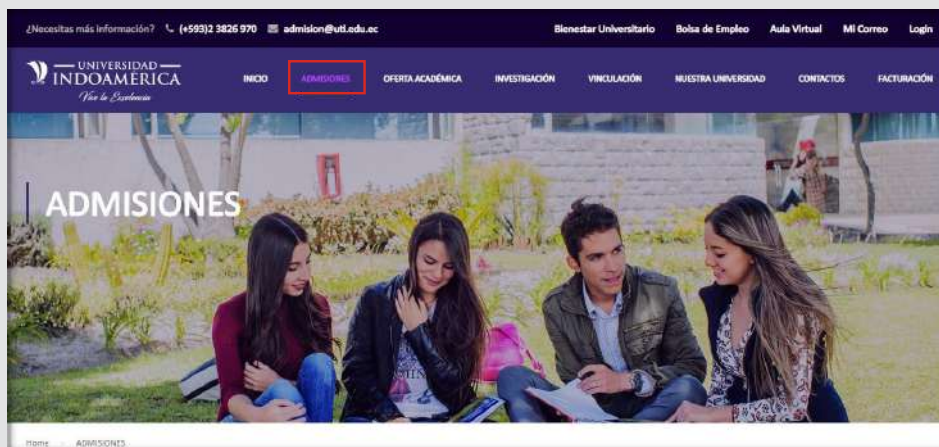 ¿Necesitas más información? (+593)2 3826 970 admision@uti.edu.ec Bienestar Universitario Bolsa de Empleo Aula Virtual Mi Correo Login
UNIVERSIDAD
INDOAMÉRICA
Vive la Excelencia
INICIO ADMISIONES OFERTA ACADÉMICA INVESTIGACIÓN VINCULACIÓN NUESTRA UNIVERSIDAD CONTACTOS FACTURACIÓN
ADMISIONES
Home ADMISIONES